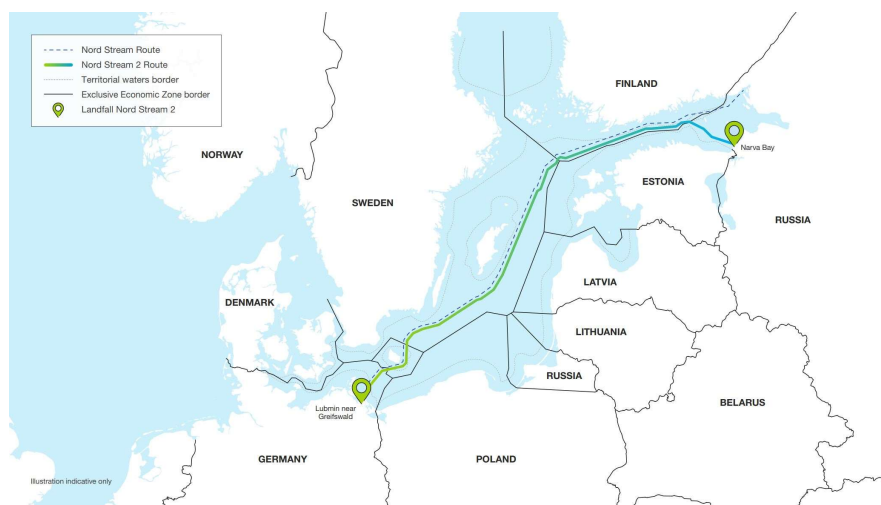 Nord Stream Route
Nord Stream 2 Route
Territorial waters border
Exclusive Economic Zone border
Landfall Nord Stream 2
FINLAND
NORWAY
Narva Bay
SWEDEN
ESTONIA
RUSSIA
LATVIA
DENMARK
LITHUANIA
RUSSIA
BELARUS
Lubmin near
Greifswald
GERMANY
POLAND
Illustration indicative only